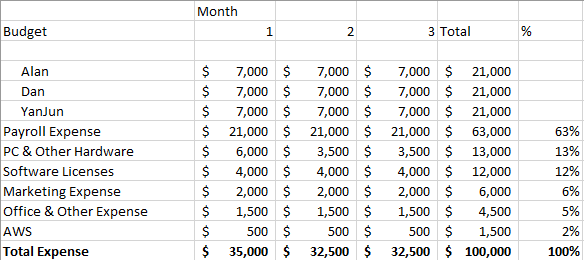 Month
Budget 1 2 3 Total %
Alan $ 7,000 $ 7,000 $ 7,000 $ 21,000
Dan $ 7,000 $ 7,000 $ 7,000 $ 21,000
YanJun $ 7,000 $ 7,000 $ 7,000 $ 21,000
Payroll Expense $ 21,000 $ 21,000 $ 21,000 $ 63,000 63%
PC & Other Hardware $ 6,000 $ 3,500 $ 3,500 $ 13,000 13%
Software Licenses $ 4,000 $ 4,000 $ 4,000 $ 12,000 12%
Marketing Expense $ 2,000 $ 2,000 $ 2,000 $ 6,000 6%
Office & Other Expense $ 1,500 $ 1,500 $ 1,500 $ 4,500 5%
AWS $ 500 $ 500 $ 500 $ 1,500 2%
Total Expense $ 35,000 $ 32,500 $ 32,500 $ 100,000 100%